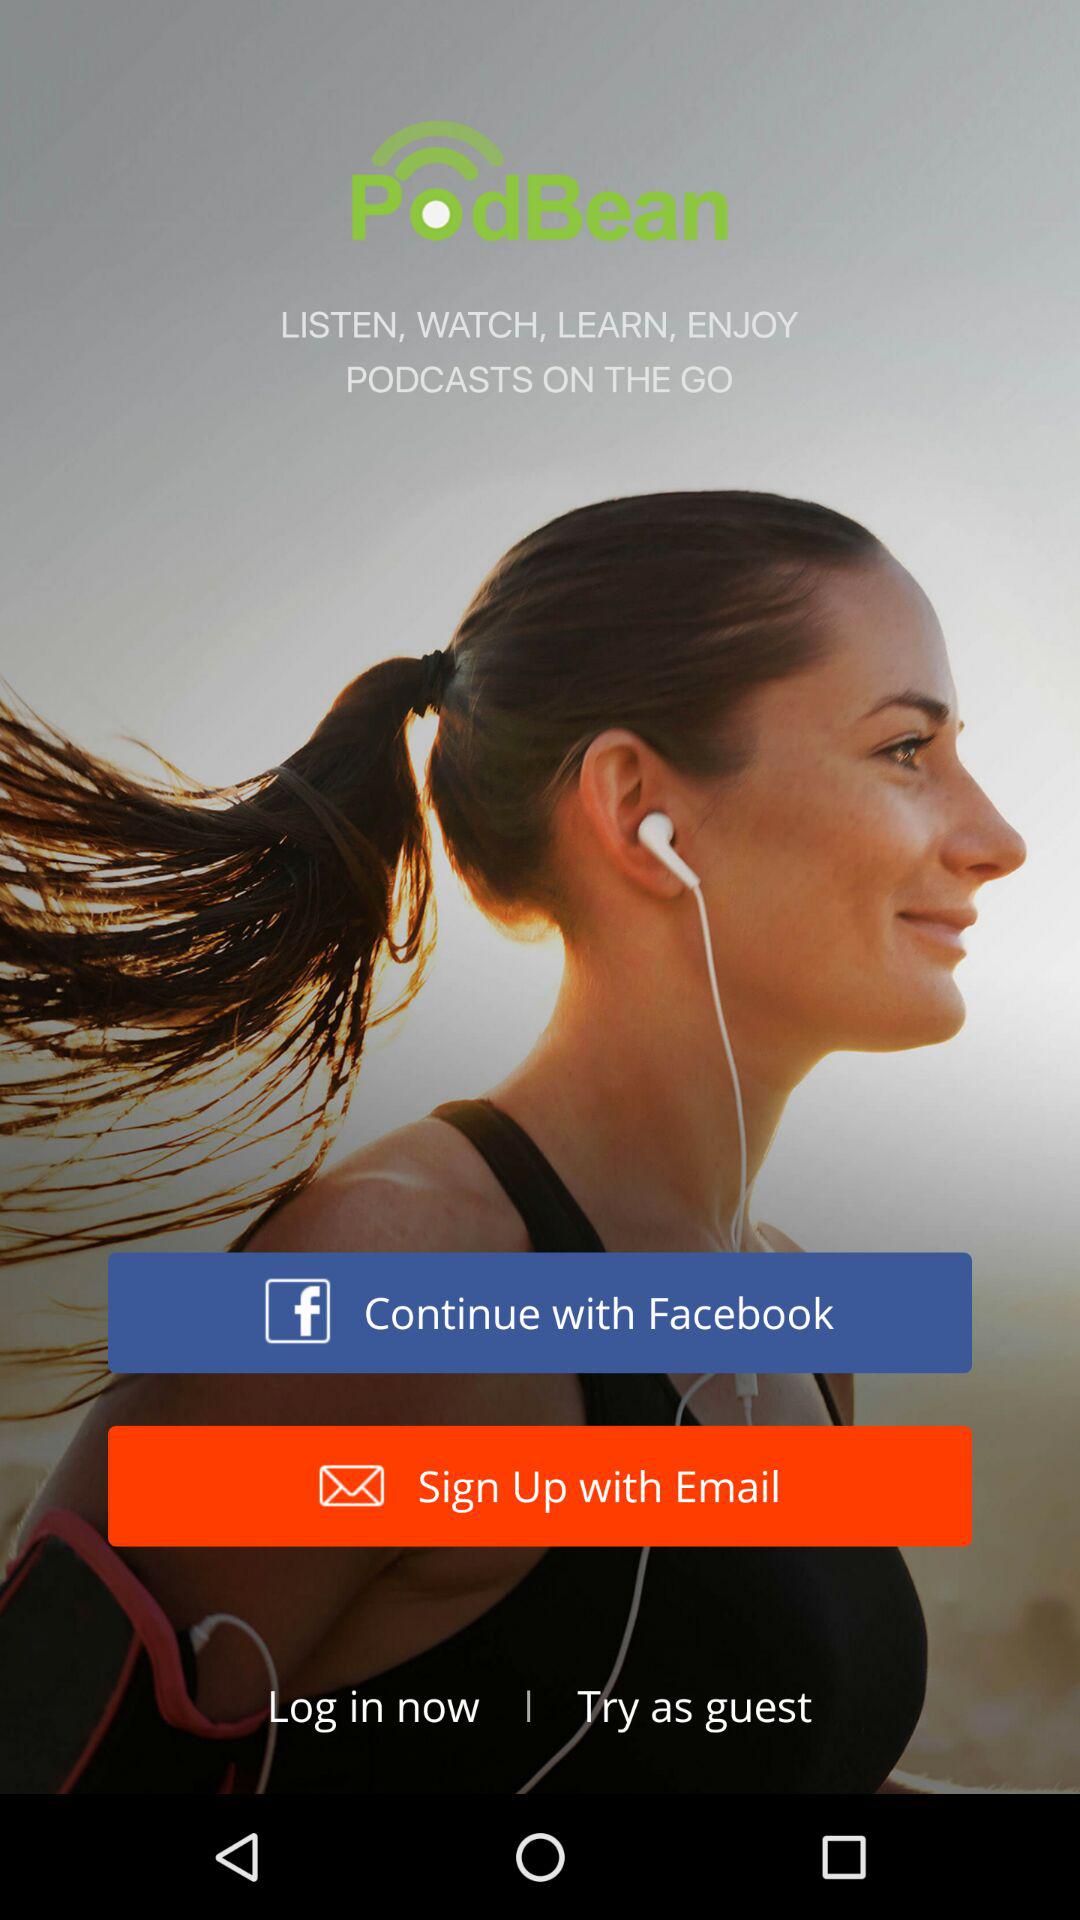 PodBean
LISTEN, WATCH, LEARN, ENJOY
PODCASTS ON THE GO
f Continue with Facebook
Sign Up with Email
Log in now | Try as guest